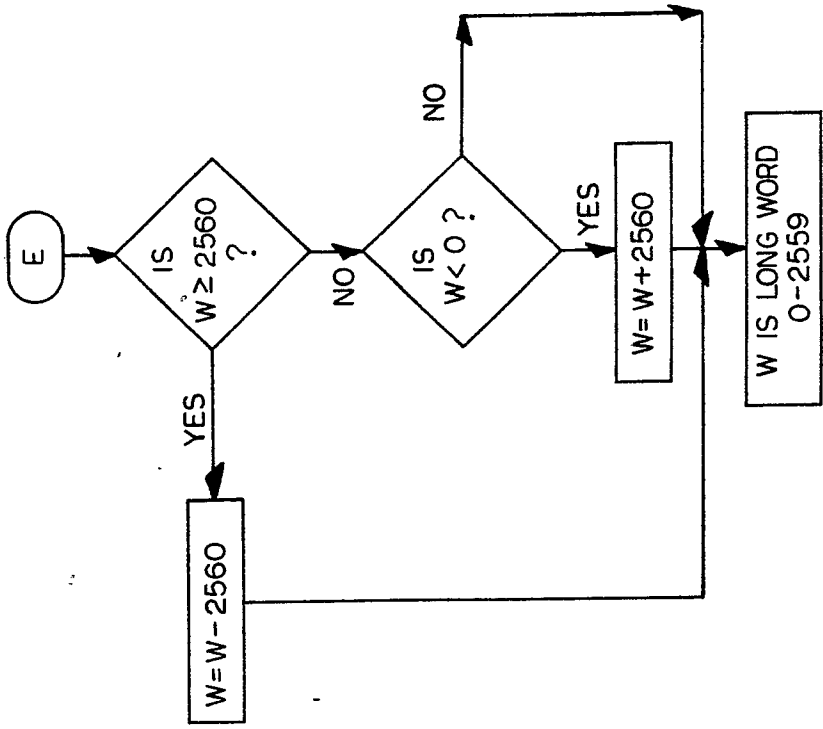 E
IS
W ≥ 2560
?
YES
W=W-2560
NO
IS
W < 0 ?
NO
YES
W= W+2560
W IS LONG WORD
0-2559